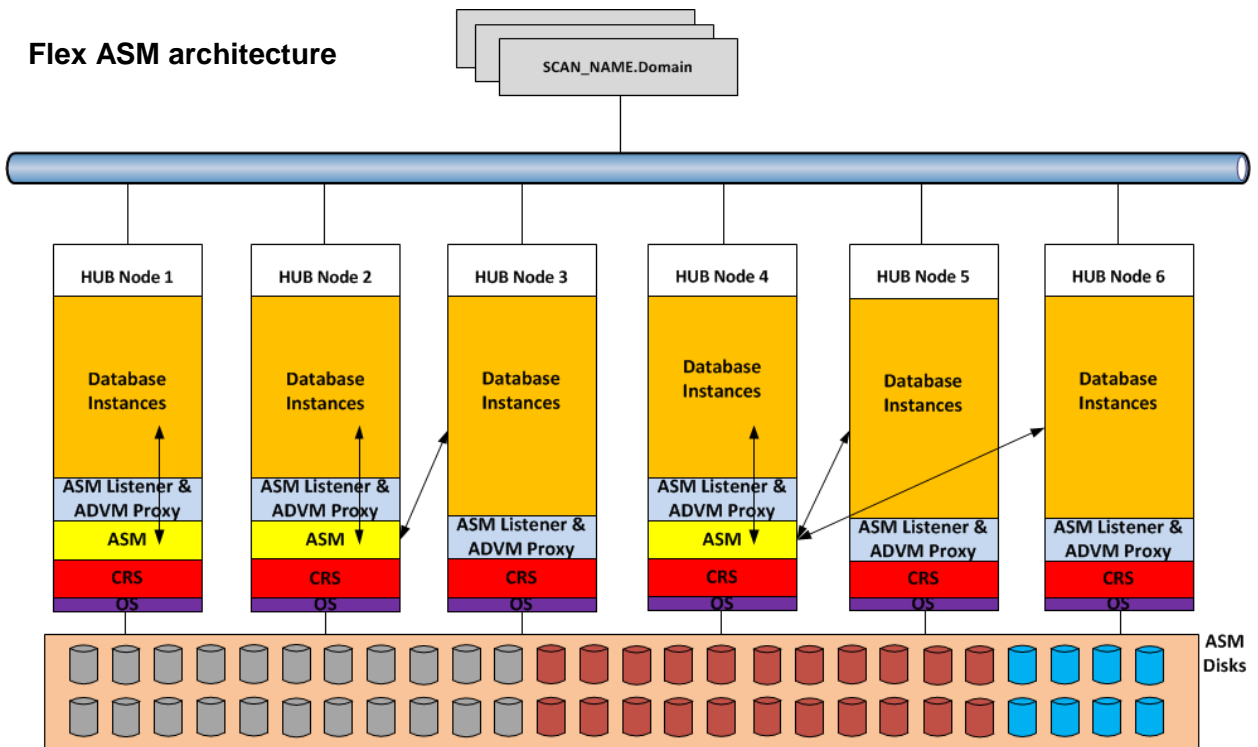 Flex ASM architecture
SCAN_NAME.Domain
HUB Node 1
Database
Instances
ASM Listener &
ADVM Proxy
ASM
CRS
OS
HUB Node 2
Database
Instances
ASM Listener &
ADVM Proxy
ASM
CRS
OS
HUB Node 3
Database
Instances
ASM Listener &
ADVM Proxy
CRS
OS
HUB Node 4
Database
Instances
ASM Listener &
ADVM Proxy
ASM
CRS
OS
HUB Node 5
Database
Instances
ASM Listener &
ADVM Proxy
CRS
OS
HUB Node 6
Database
Instances
ASM Listener &
ADVM Proxy
CRS
OS
ASM
Disks